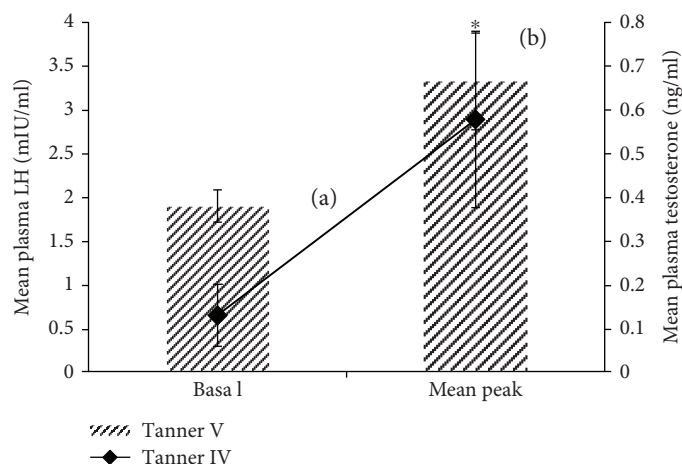 4
3.5
3
2.5
2
1.5
1
0.5
0
Mean plasma LH (mIU/ml)
0.8
0.7
0.6
0.5
0.4
0.3
0.2
0.1
0
Mean plasma testosterone (ng/ml)
*
(b)
(a)
Basa l
Mean peak
Tanner V
Tanner IV